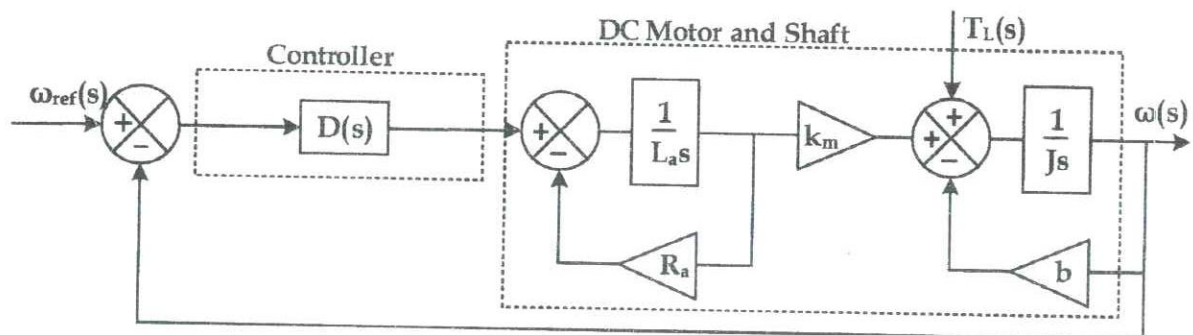 DC Motor and Shaft
T_L(s)
Controller
ω_ref(s)
+
−
D(s)
+
−
1
L_a s
k_m
+
+
−
1
Js
ω(s)
R_a
b